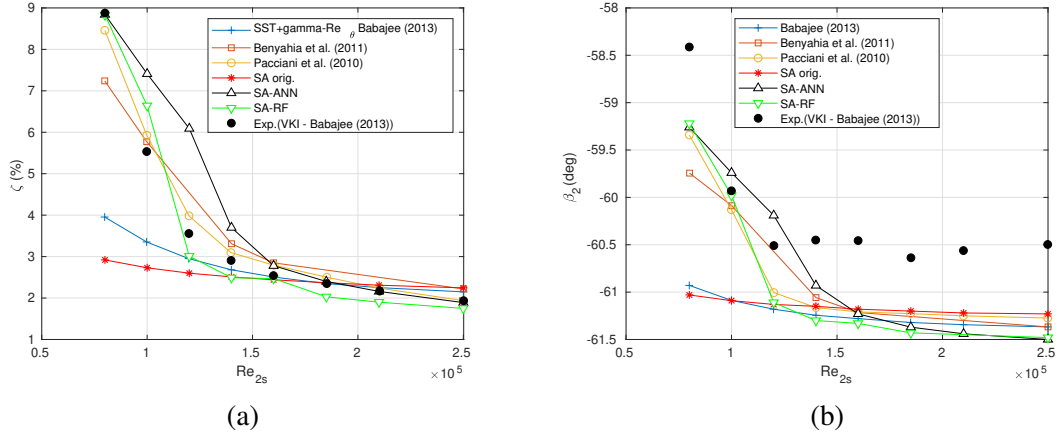 9
8
7
6
5
4
3
2
1
ζ (%)
0.5
1
1.5
2
2.5
Re2s
×10 5
SST+gamma-Re θ Babajee (2013)
Benyahia et al. (2011)
Pacciani et al. (2010)
SA orig.
SA-ANN
SA-RF
Exp.(VKI - Babajee (2013))
(a)
-58
-58.5
-59
-59.5
-60
-60.5
-61
-61.5
β2(deg)
0.5
1
1.5
2
2.5
Re2s
×10 5
Babajee (2013)
Benyahia et al. (2011)
Pacciani et al. (2010)
SA orig.
SA-ANN
SA-RF
Exp.(VKI - Babajee (2013))
(b)